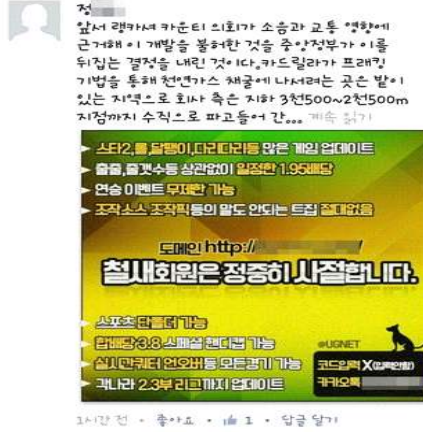 정
앞서 랭카셔 카운티 의회가 소음과 교통 영향에
근거해 이 개발을 불허한 것을 중앙정부가 이를
뒤집는 결정을 내린 것이다.카드릴라가 프래킹
기법을 통해 천연가스 채굴에 나서려는 곳은 밭이
있는 지역으로 회사 측은 지하 3천500~2천500m
지점까지 수직으로 파고들어 간... 계속 읽기
스타2,롤,달팽이,다리다리등 많은 게임 업데이트
출줄,줄갯수등 상관없이 일정한 1.95배당
연승 이벤트 무제한 가능
조작소스 조작픽등의 말도 안되는 트집 절대없음
도메인 http://
철새회원은 정중히 사절합니다.
스포츠 단폴더 가능
합배당 3.8 스페셜 핸디캡 가능
실시간쿼터 언오버등 모든경기 가능
각나라 2.3부 리그까지 업데이트
@UGNET
코드입력 X(입력안함)
카카오톡
1시간 전 · 좋아요 · 1 · 답글 달기